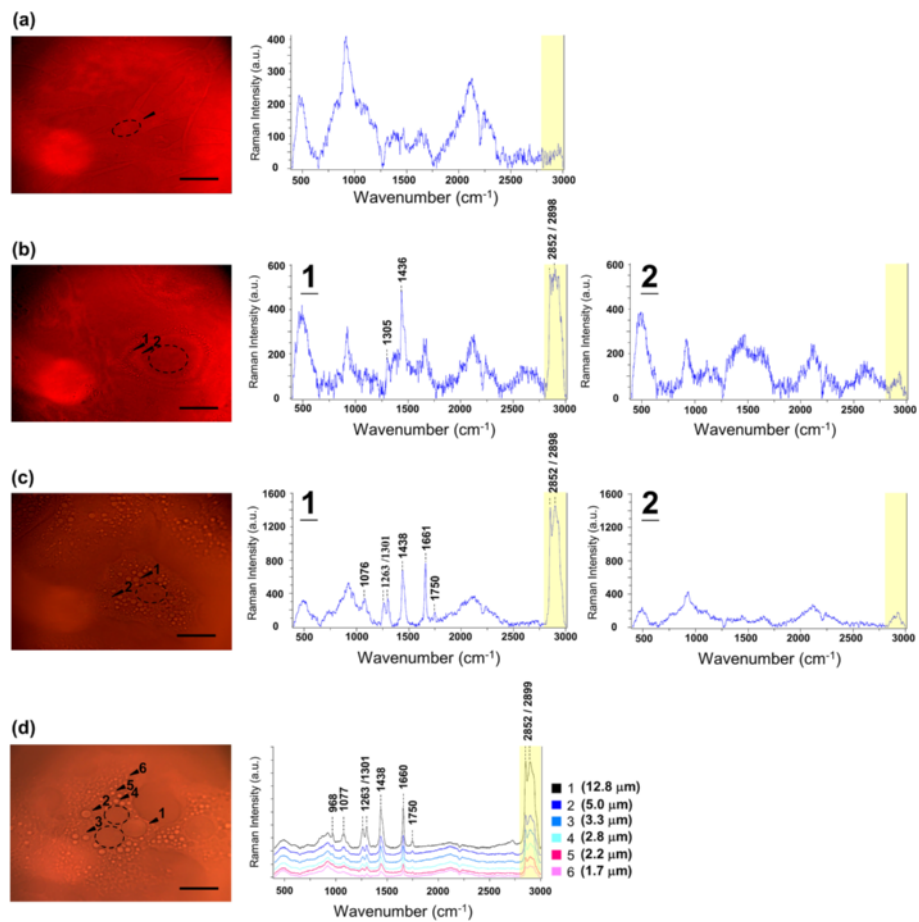 (a)
400
300
200
100
0
Raman Intensity (a.u.)
500 1000 1500 2000 2500 3000
Wavenumber (cm-1)
(b)
1 2
600
400
200
0
Raman Intensity (a.u.)
1
1305
1436
2852 / 2898
500 1000 1500 2000 2500 3000
Wavenumber (cm-1)
600
400
200
0
Raman Intensity (a.u.)
2
500 1000 1500 2000 2500 3000
Wavenumber (cm-1)
(c)
1
2
1600
1200
800
400
0
Raman Intensity (a.u.)
1
1076
1263 /1301
1438
1661
1750
2852 / 2898
500 1000 1500 2000 2500 3000
Wavenumber (cm-1)
1600
1200
800
400
0
Raman Intensity (a.u.)
2
500 1000 1500 2000 2500 3000
Wavenumber (cm-1)
(d)
6
5
4
2
1
3
Raman Intensity (a.u.)
968
1077
1263 /1301
1438
1660
1750
2852 / 2899
500 1000 1500 2000 2500 3000
Wavenumber (cm-1)
1 (12.8 μm)
2 (5.0 μm)
3 (3.3 μm)
4 (2.8 μm)
5 (2.2 μm)
6 (1.7 μm)